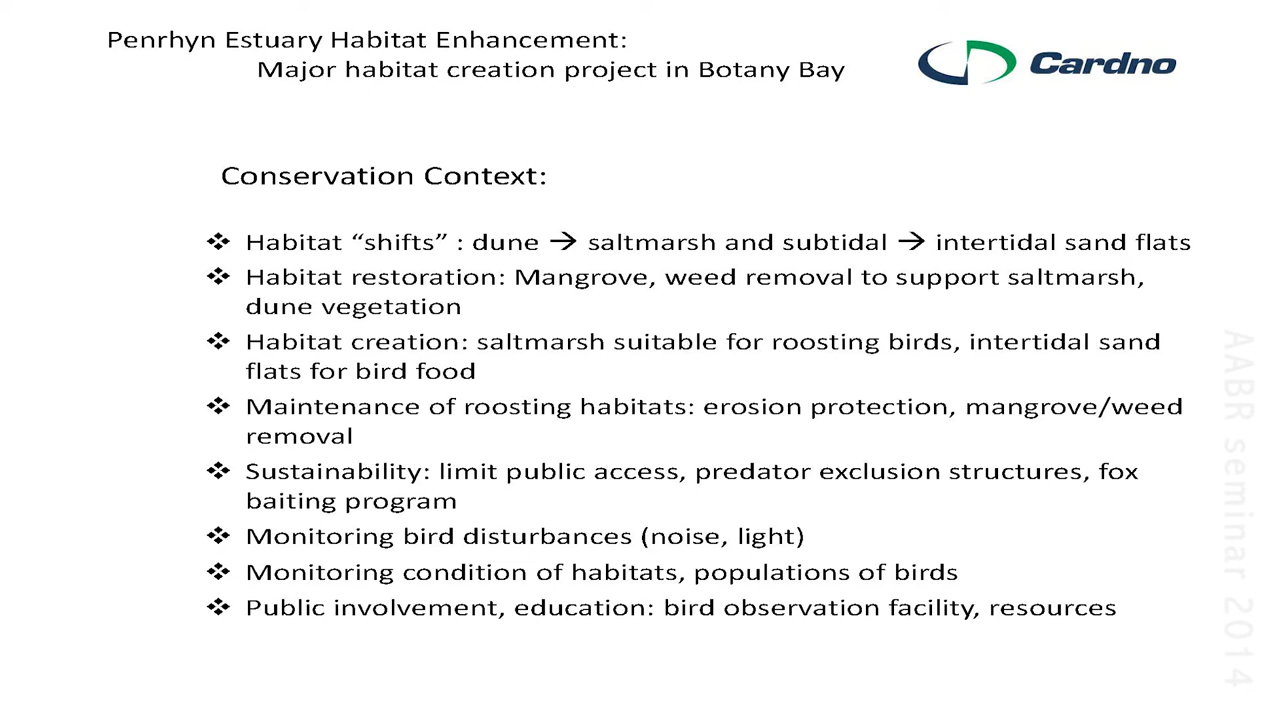 Penrhyn Estuary Habitat Enhancement:
Major habitat creation project in Botany Bay
Cardno
Conservation Context:
❖ Habitat “shifts” : dune → saltmarsh and subtidal → intertidal sand flats
❖ Habitat restoration: Mangrove, weed removal to support saltmarsh,
dune vegetation
❖ Habitat creation: saltmarsh suitable for roosting birds, intertidal sand
flats for bird food
❖ Maintenance of roosting habitats: erosion protection, mangrove/weed
removal
❖ Sustainability: limit public access, predator exclusion structures, fox
baiting program
❖ Monitoring bird disturbances (noise, light)
❖ Monitoring condition of habitats, populations of birds
❖ Public involvement, education: bird observation facility, resources
AABR seminar 2014